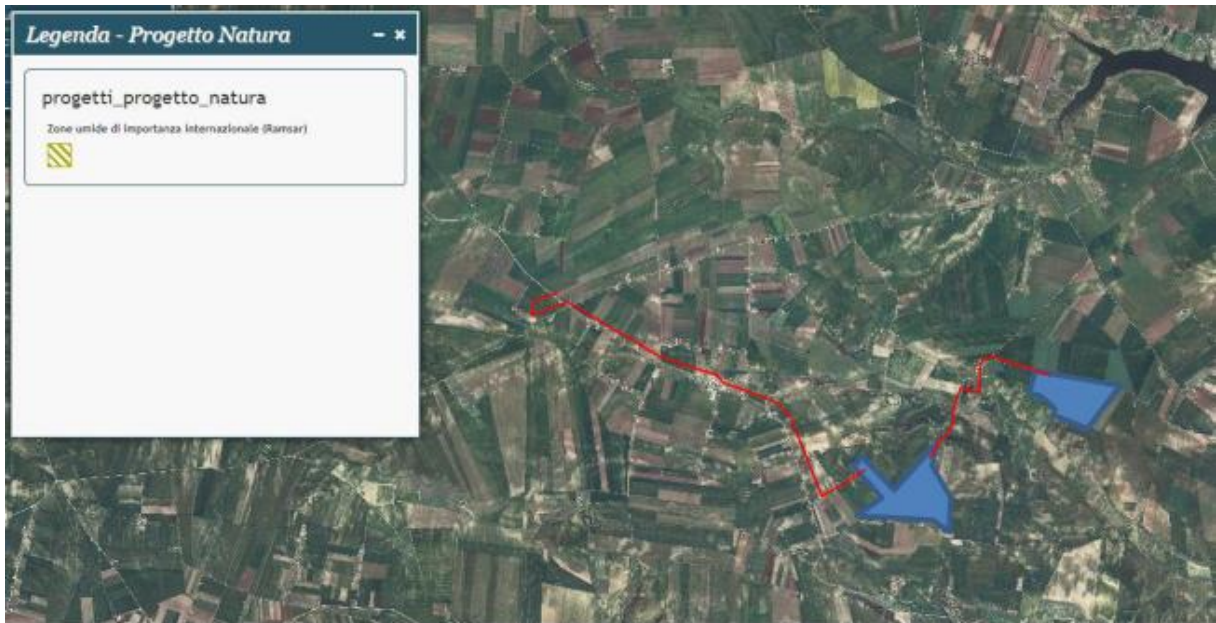 Legenda - Progetto Natura
progetti_progetto_natura
Zone umide di importanza internazionale (Ramsar)